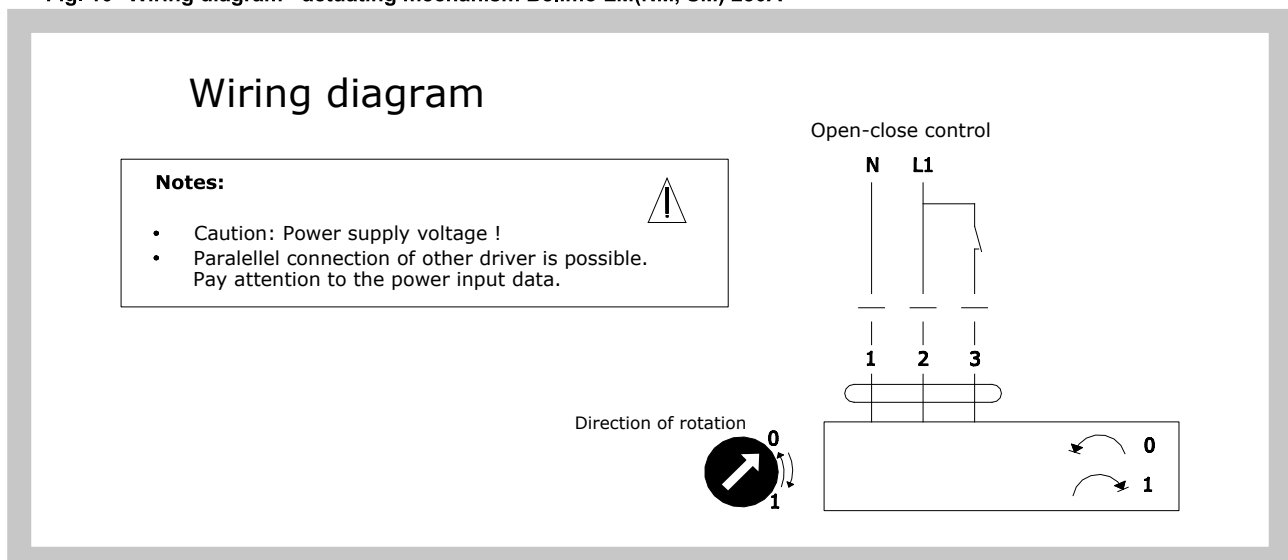 Wiring diagram
Open-close control
N L1
Notes:
• Caution: Power supply voltage !
• Paralellel connection of other driver is possible.
Pay attention to the power input data.
1 2 3
Direction of rotation
0
1
0
1